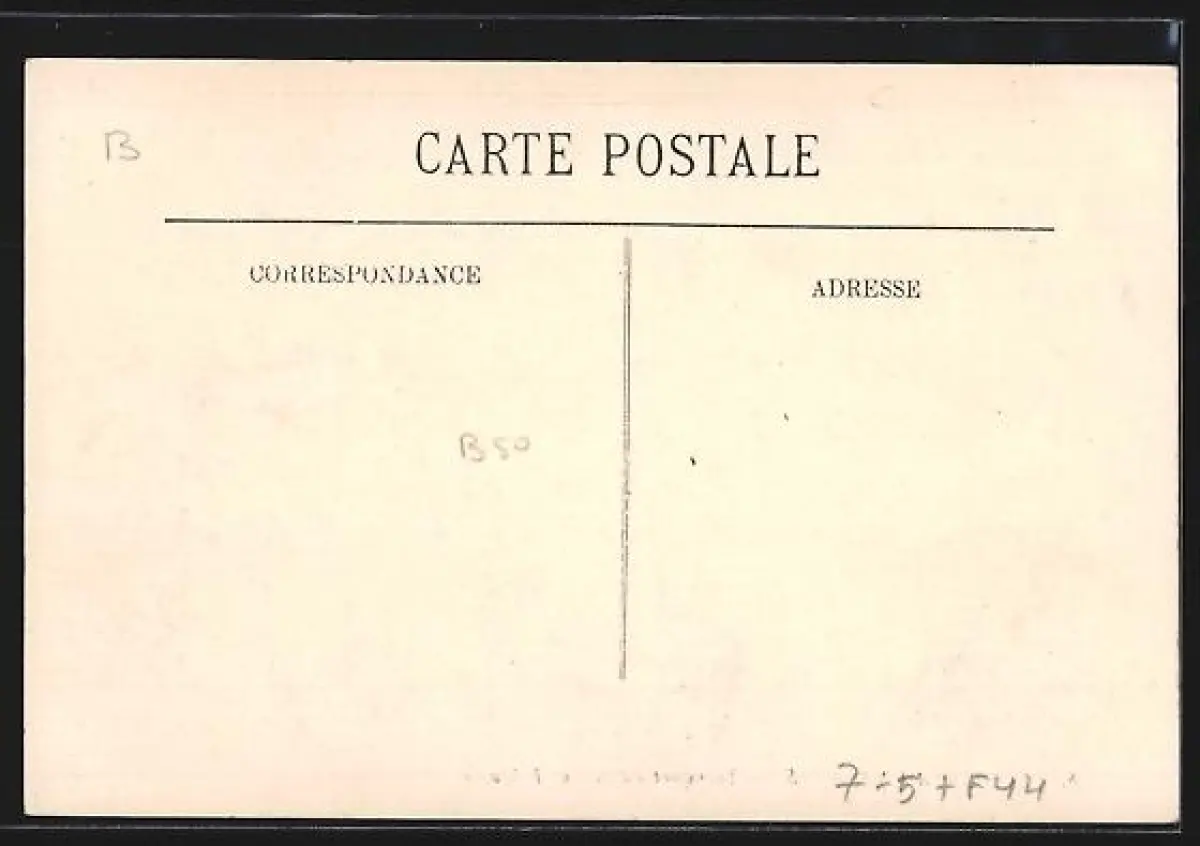 B
CARTE POSTALE
CORRESPONDANCE
ADRESSE
B50
7+5+F44